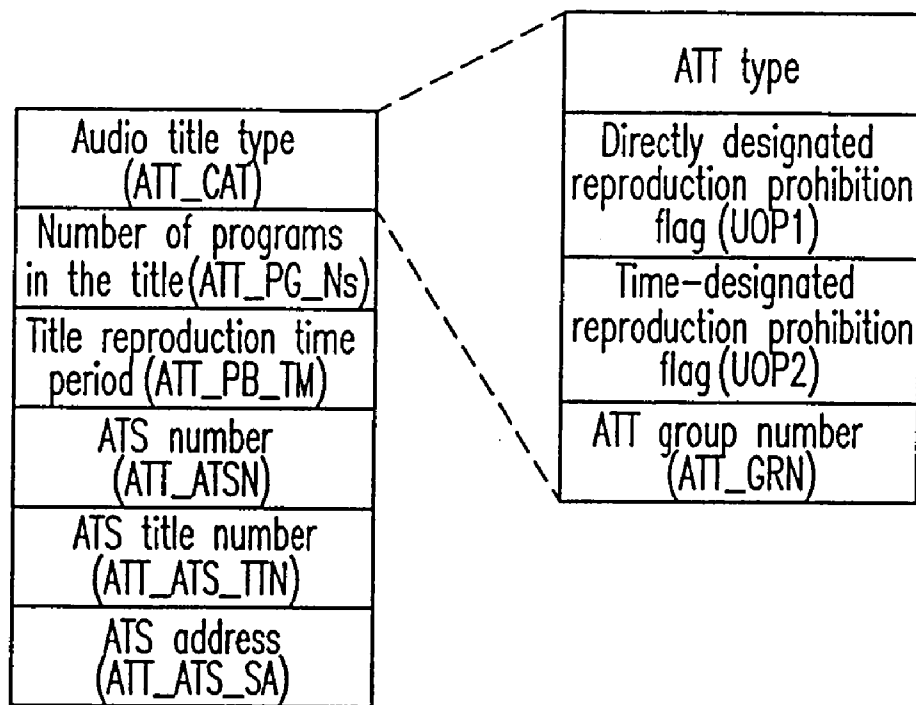 Audio title type
(ATT_CAT)
Number of programs
in the title(ATT_PG_Ns)
Title reproduction time
period (ATT_PB_TM)
ATS number
(ATT_ATSN)
ATS title number
(ATT_ATS_TTN)
ATS address
(ATT_ATS_SA)
ATT type
Directly designated
reproduction prohibition
flag (UOP1)
Time-designated
reproduction prohibition
flag (UOP2)
ATT group number
(ATT_GRN)